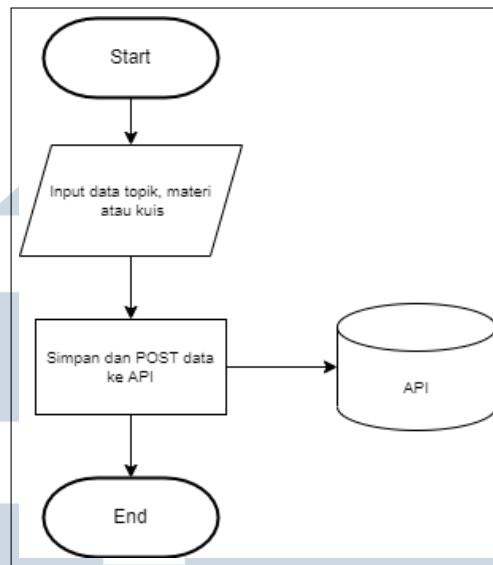 Start
Input data topik, materi
atau kuis
Simpan dan POST data
ke API
API
End